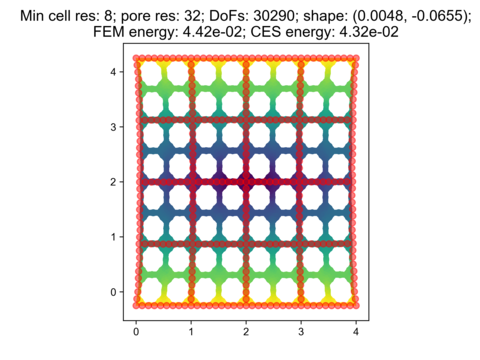 Min cell res: 8; pore res: 32; DoFs: 30290; shape: (0.0048, -0.0655);
FEM energy: 4.42e-02; CES energy: 4.32e-02
4
3
2
1
0
0 1 2 3 4